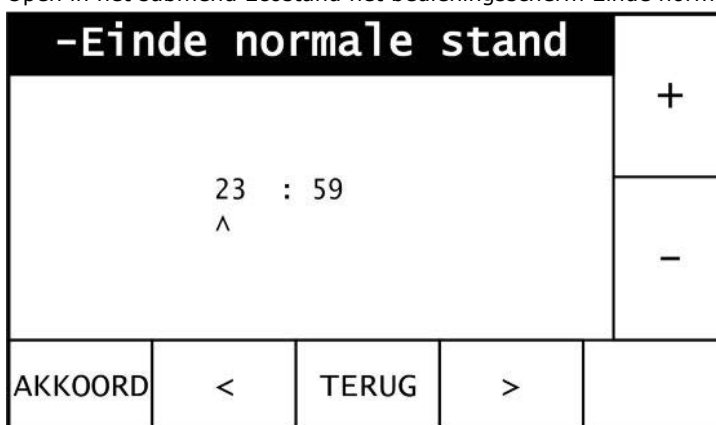 -Einde normale stand
+
23 : 59
^
-
AKKOORD < TERUG >